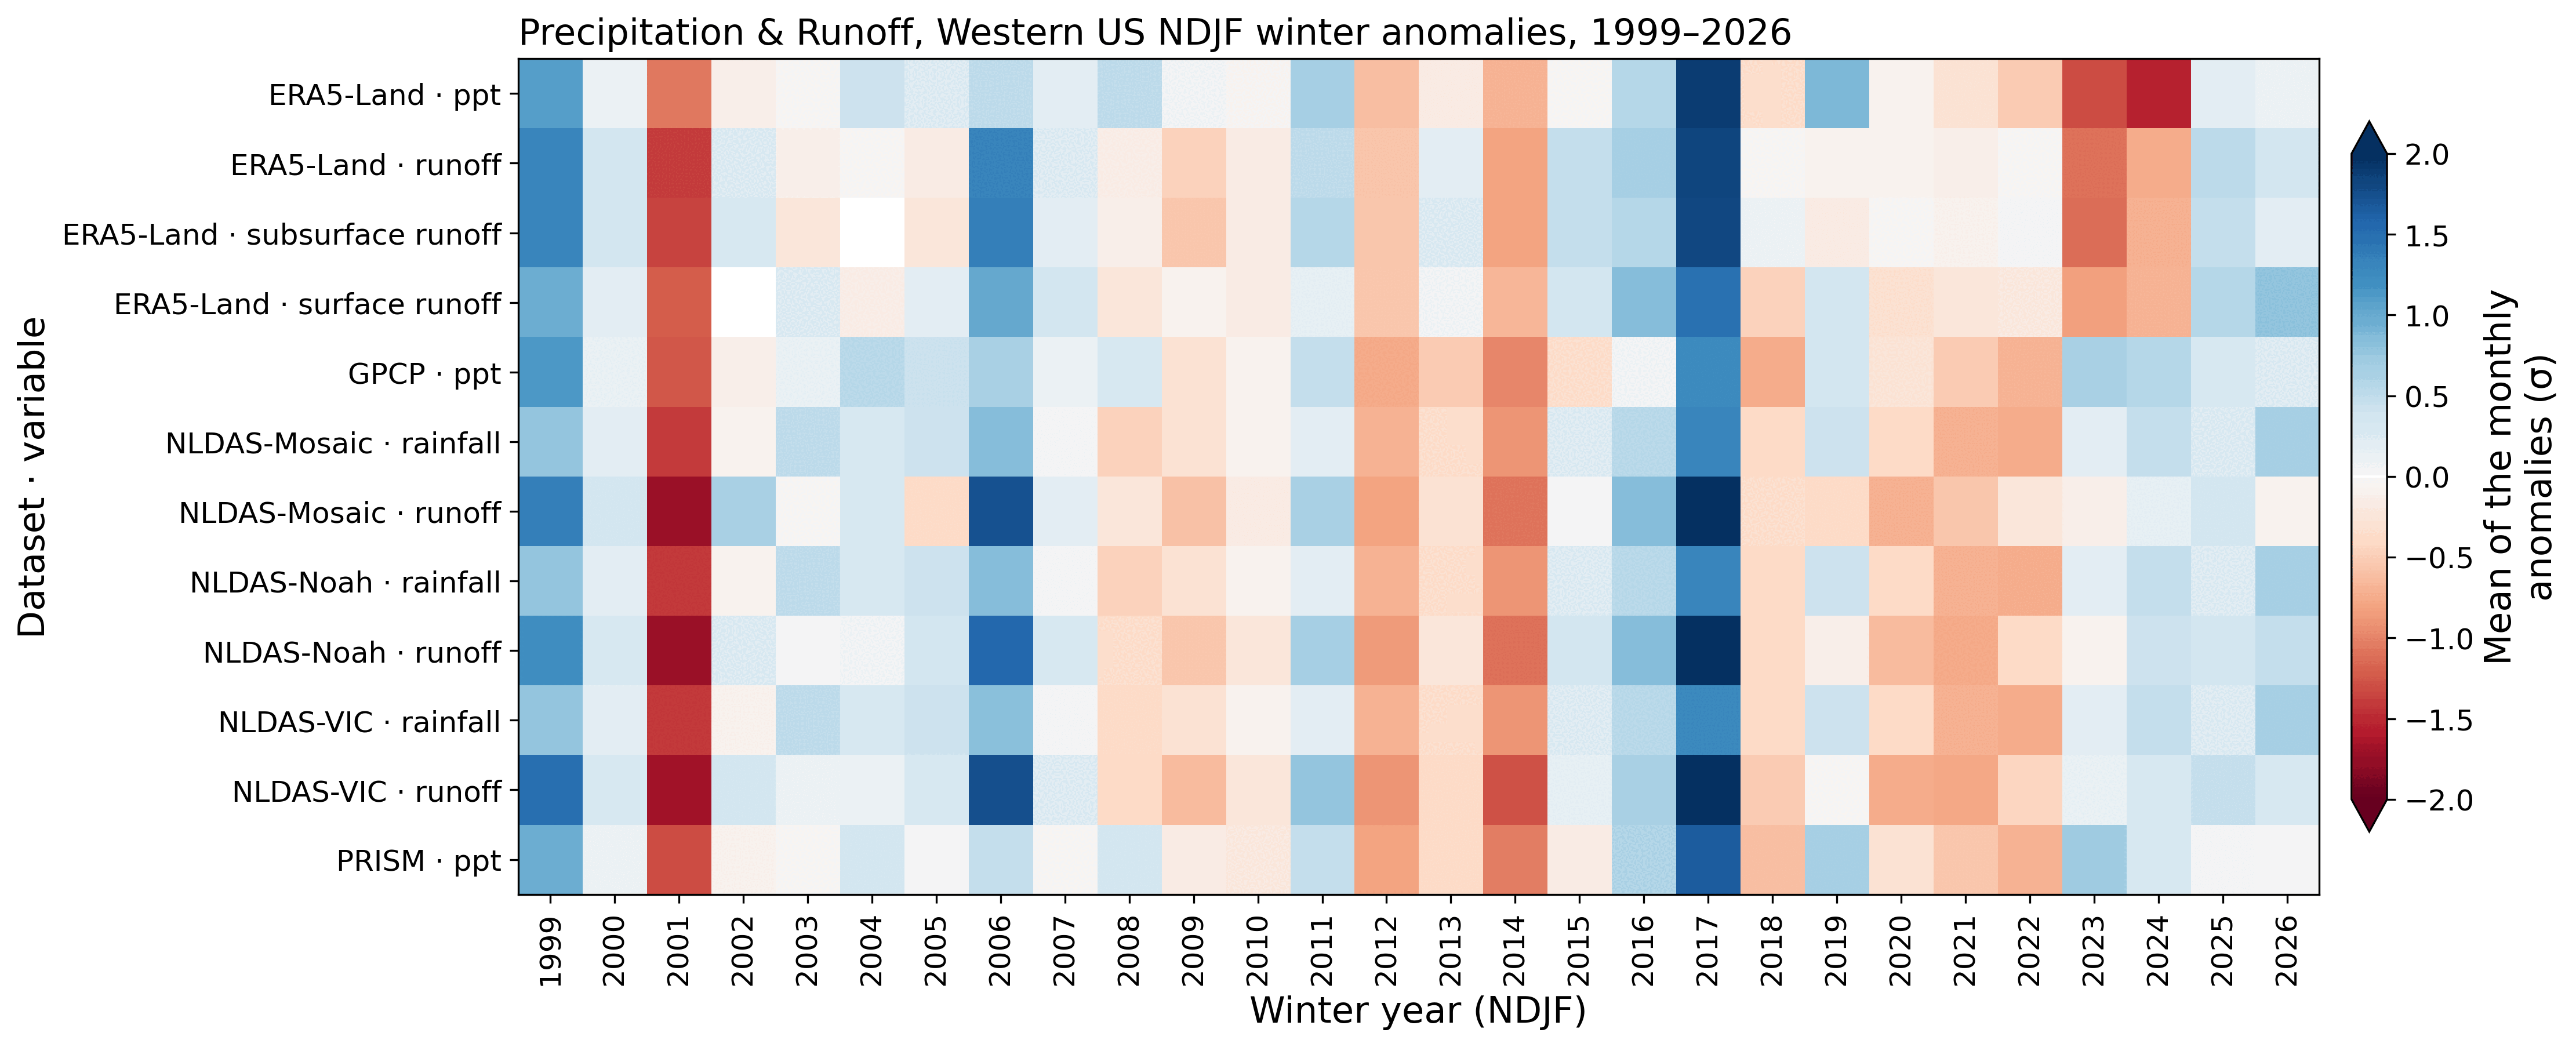 Precipitation & Runoff, Western US NDJF winter anomalies, 1999–2026
Dataset · variable
ERA5-Land · ppt
ERA5-Land · runoff
ERA5-Land · subsurface runoff
ERA5-Land · surface runoff
GPCP · ppt
NLDAS-Mosaic · rainfall
NLDAS-Mosaic · runoff
NLDAS-Noah · rainfall
NLDAS-Noah · runoff
NLDAS-VIC · rainfall
NLDAS-VIC · runoff
PRISM · ppt
1999 2000 2001 2002 2003 2004 2005 2006 2007 2008 2009 2010 2011 2012 2013 2014 2015 2016 2017 2018 2019 2020 2021 2022 2023 2024 2025 2026
Winter year (NDJF)
2.0
1.5
1.0
0.5
0.0
−0.5
−1.0
−1.5
−2.0
Mean of the monthly
anomalies (σ)